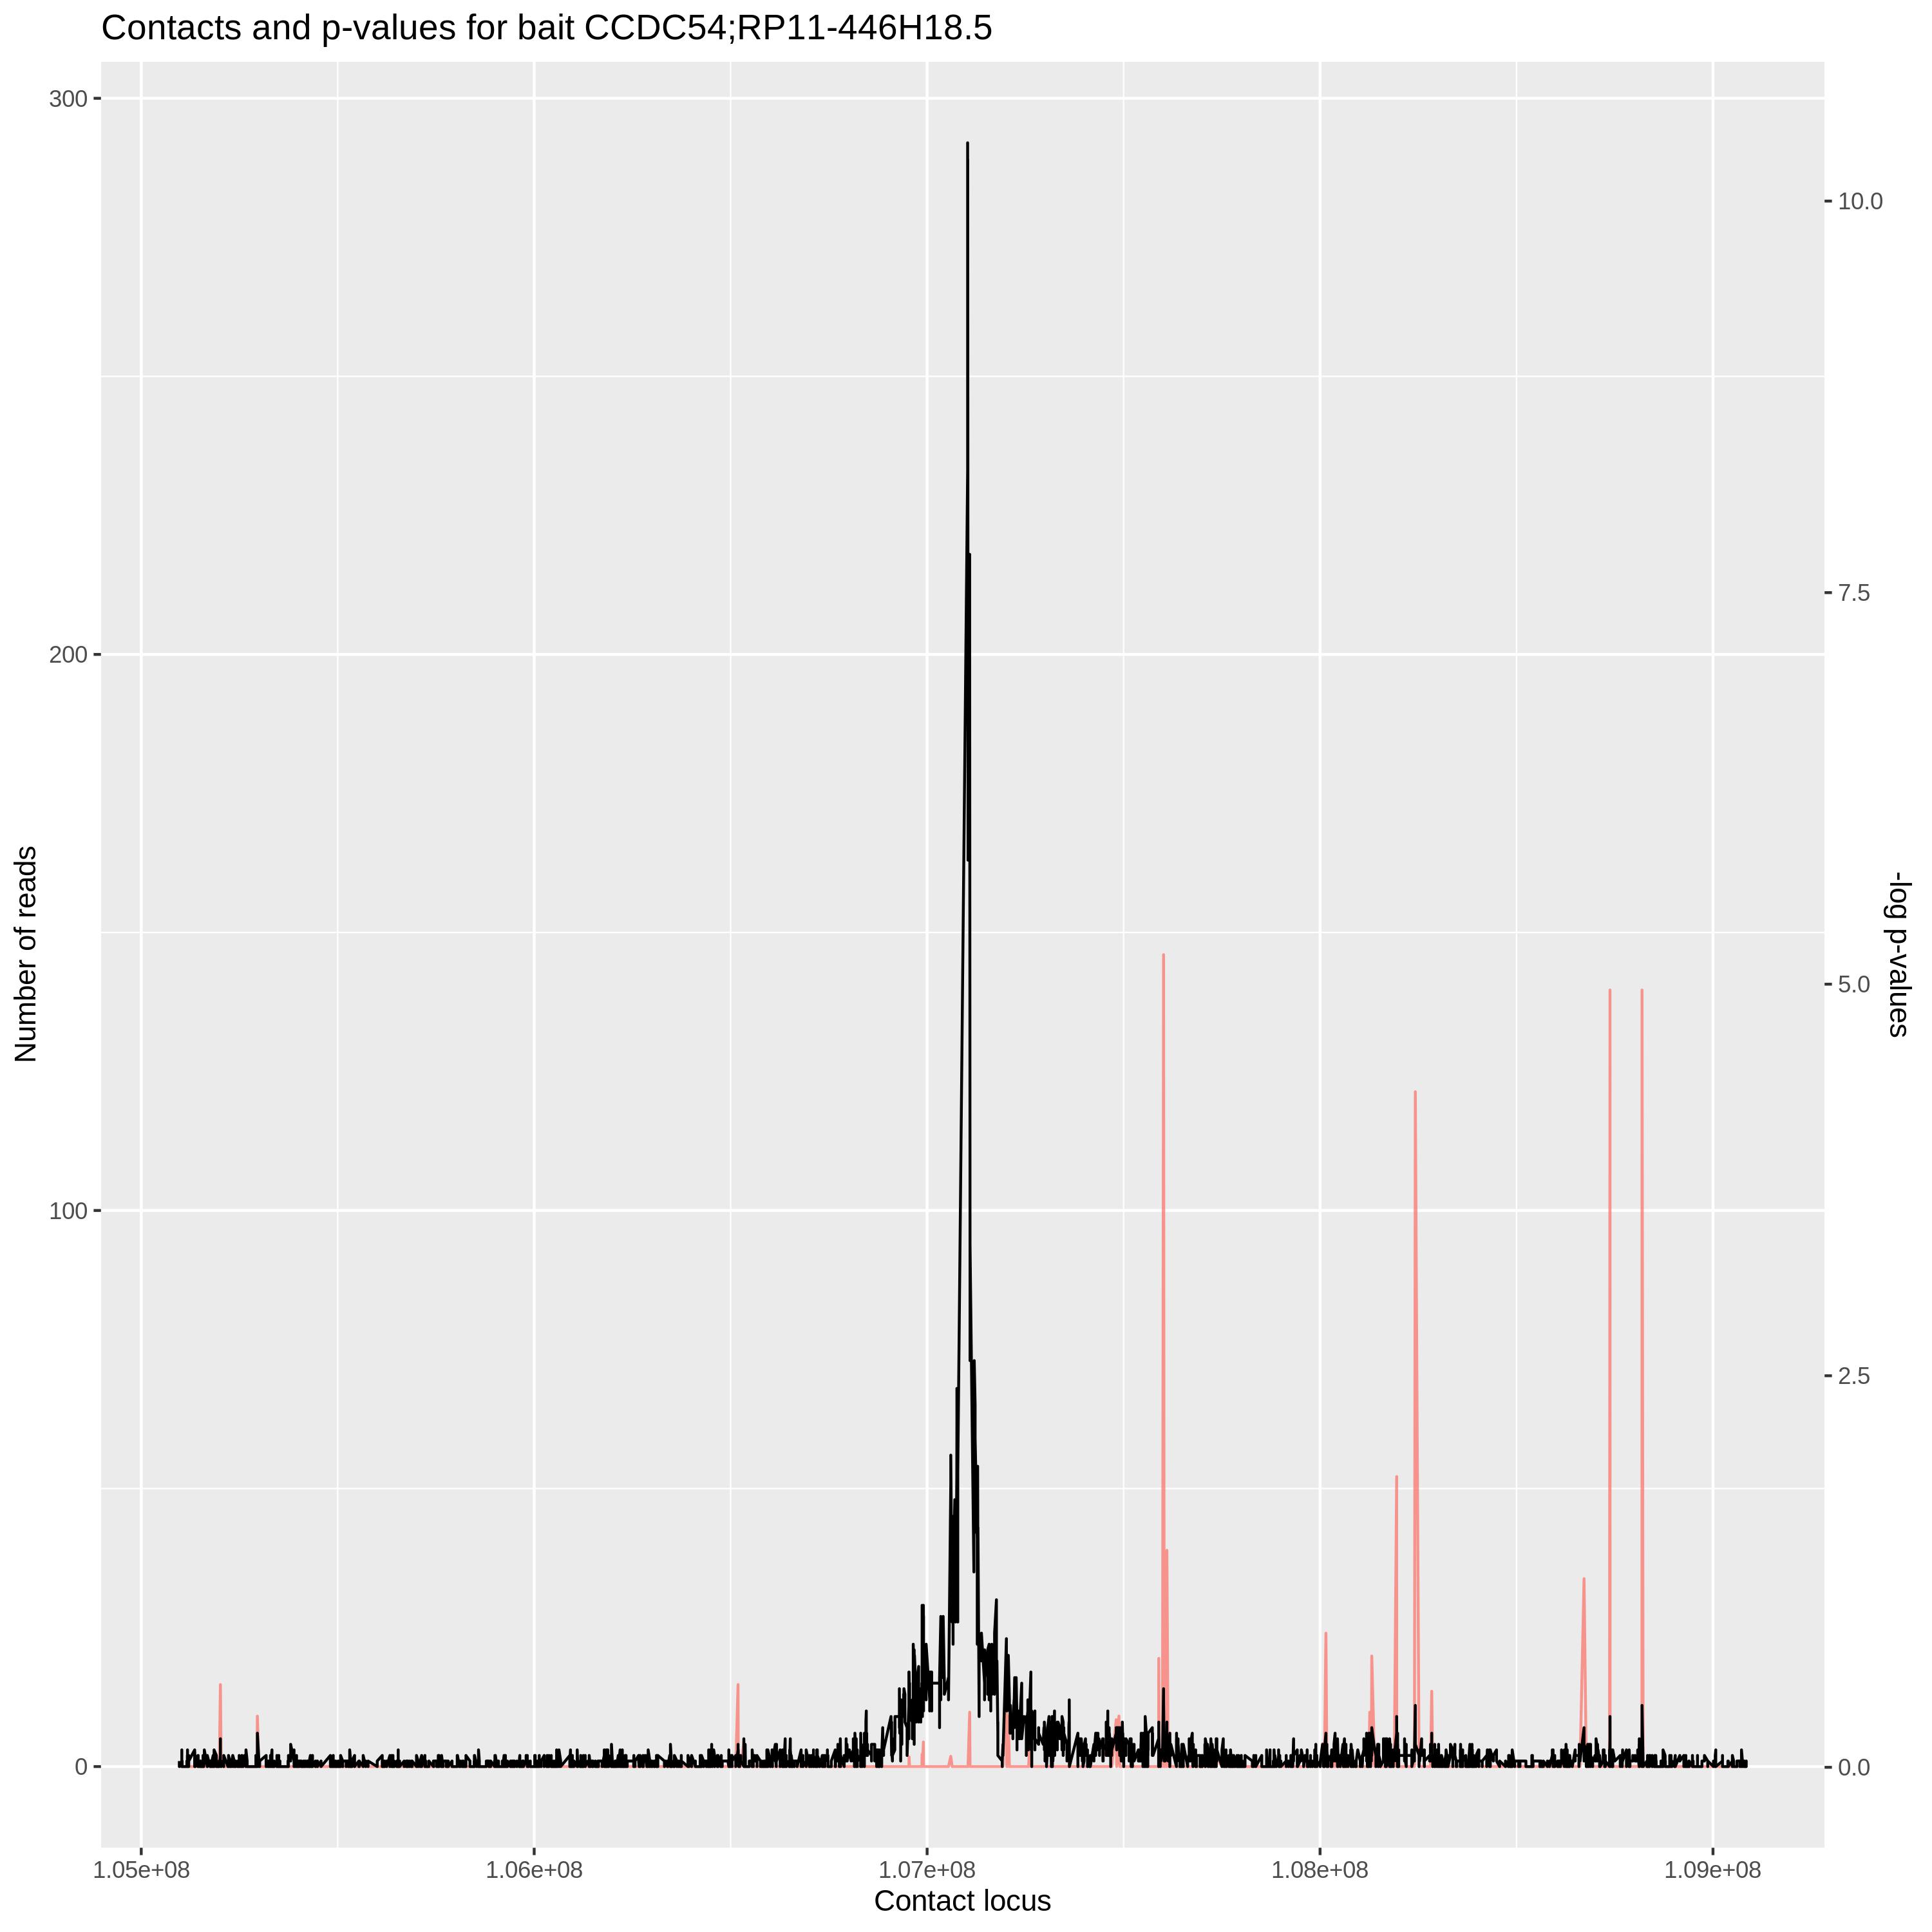 Contacts and p-values for bait CCDC54;RP11-446H18.5
300
200
100
0
Number of reads
10.0
7.5
5.0
2.5
0.0
-log p-values
1.05e+08 1.06e+08 1.07e+08 1.08e+08 1.09e+08
Contact locus